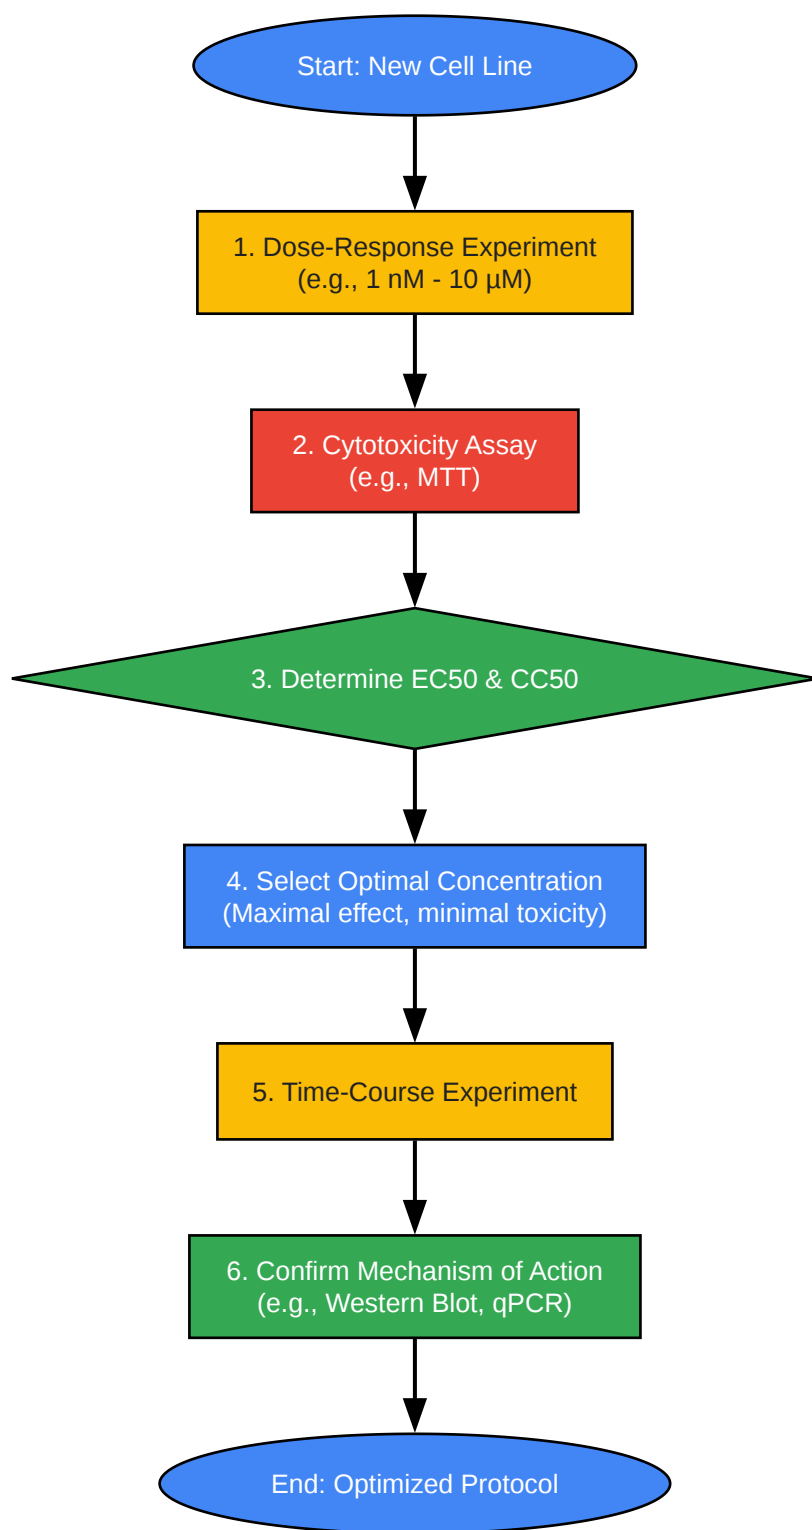 Start: New Cell Line
1. Dose-Response Experiment
(e.g., 1 nM - 10 µM)
2. Cytotoxicity Assay
(e.g., MTT)
3. Determine EC50 & CC50
4. Select Optimal Concentration
(Maximal effect, minimal toxicity)
5. Time-Course Experiment
6. Confirm Mechanism of Action
(e.g., Western Blot, qPCR)
End: Optimized Protocol